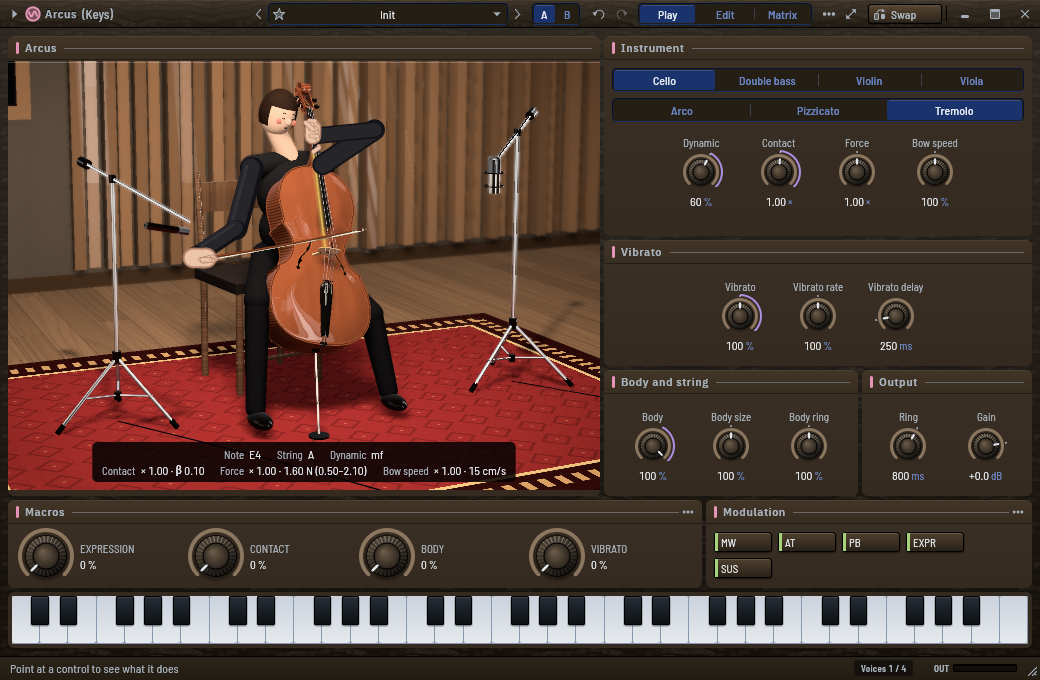 Arcus (Keys)
Init
A B
Play Edit Matrix
Swap
Arcus
Instrument
Cello Double bass Violin Viola
Arco Pizzicato Tremolo
Dynamic Contact Force Bow speed
60 % 1.00 × 1.00 × 100 %
Vibrato
Vibrato Vibrato rate Vibrato delay
100 % 100 % 250 ms
Body and string
Body Body size Body ring
100 % 100 % 100 %
Output
Ring Gain
800 ms +0.0 dB
Note E4 String A Dynamic mf
Contact × 1.00 · β 0.10 Force × 1.00 · 1.60 N (0.50–2.10) Bow speed × 1.00 · 15 cm/s
Macros
EXPRESSION
0 %
CONTACT
0 %
BODY
0 %
VIBRATO
0 %
Modulation
MW AT PB EXPR
SUS
Point at a control to see what it does
Voices 1 / 4
OUT